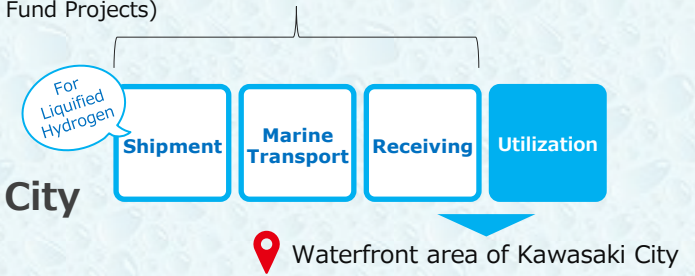 Fund Projects)
For
Liquified
Hydrogen
Shipment
Marine
Transport
Receiving
Utilization
City
Waterfront area of Kawasaki City